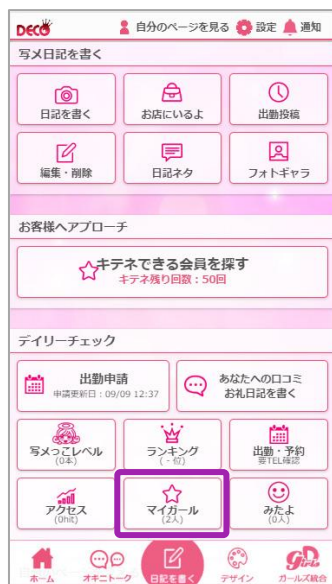 DECO 自分のページを見る 設定 通知
写メ日記を書く
日記を書く お店にいるよ 出勤投稿
編集・削除 日記ネタ フォトギャラ
お客様へアプローチ
キテネできる会員を探す
キテネ残り回数：50回
デイリーチェック
出勤申請
申請更新日：09/09 12:37
あなたへの口コミ
お礼日記を書く
写メっこレベル ランキング 出勤・予約
(0本) (-位) 要TEL確認
アクセス マイガール みたよ
(0hit) (2人) (0人)
ホーム オキニトーク 日記を書く デザイン ガールズ総合